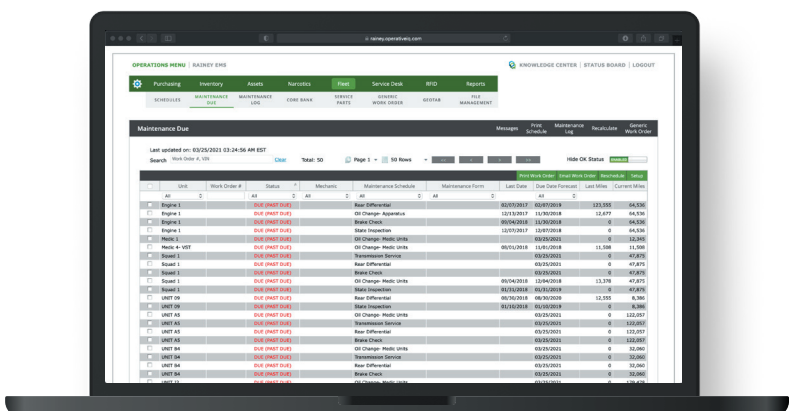 rainey.operativeiq.com
OPERATIONS MENU | RAINEY EMS
KNOWLEDGE CENTER | STATUS BOARD | LOGOUT
Purchasing Inventory Assets Narcotics Fleet Service Desk RFID Reports
SCHEDULES MAINTENANCE DUE MAINTENANCE LOG CORE BANK SERVICE PARTS GENERIC WORK ORDER GEOTAB FILE MANAGEMENT
Maintenance Due Messages Print Schedule Maintenance Log Recalculate Generic Work Order
Last updated on: 03/25/2021 03:24:56 AM EST
Search Work Order #, VIN Clear Total: 50 Page 1 50 Rows Hide OK Status ENABLED
Print Work Order Email Work Order Reschedule Setup
Unit Work Order # Status Mechanic Maintenance Schedule Maintenance Form Last Date Due Date Forecast Last Miles Current Miles
All All All All All
Engine 1 DUE (PAST DUE) Rear Differential 02/07/2017 02/07/2019 123,555 64,536
Engine 1 DUE (PAST DUE) Oil Change- Apparatus 12/13/2017 11/30/2018 12,677 64,536
Engine 1 DUE (PAST DUE) Brake Check 09/04/2018 11/30/2018 0 64,536
Engine 1 DUE (PAST DUE) State Inspection 12/07/2017 12/07/2018 0 64,536
Medic 1 DUE (PAST DUE) Oil Change- Medic Units 03/25/2021 0 12,345
Medic 4- VST DUE (PAST DUE) Oil Change- Medic Units 08/01/2018 11/01/2018 11,508 11,508
Squad 1 DUE (PAST DUE) Transmission Service 03/25/2021 0 47,875
Squad 1 DUE (PAST DUE) Rear Differential 03/25/2021 0 47,875
Squad 1 DUE (PAST DUE) Brake Check 03/25/2021 0 47,875
Squad 1 DUE (PAST DUE) Oil Change- Medic Units 09/04/2018 12/04/2018 13,378 47,875
Squad 1 DUE (PAST DUE) State Inspection 01/31/2018 01/31/2019 0 47,875
UNIT 09 DUE (PAST DUE) Rear Differential 08/30/2018 08/30/2008 12,555 8,386
UNIT 09 DUE (PAST DUE) State Inspection 01/10/2018 01/10/2019 0 8,386
UNIT A5 DUE (PAST DUE) Oil Change- Medic Units 03/25/2021 0 122,057
UNIT A5 DUE (PAST DUE) Transmission Service 03/25/2021 0 122,057
UNIT A5 DUE (PAST DUE) Rear Differential 03/25/2021 0 122,057
UNIT A5 DUE (PAST DUE) Brake Check 03/25/2021 0 122,057
UNIT B4 DUE (PAST DUE) Oil Change- Medic Units 03/25/2021 0 32,060
UNIT B4 DUE (PAST DUE) Transmission Service 03/25/2021 0 32,060
UNIT B4 DUE (PAST DUE) Rear Differential 03/25/2021 0 32,060
UNIT B4 DUE (PAST DUE) Brake Check 03/25/2021 0 32,060
DUE (PAST DUE) Oil Change- Medic Units 03/25/2021 0